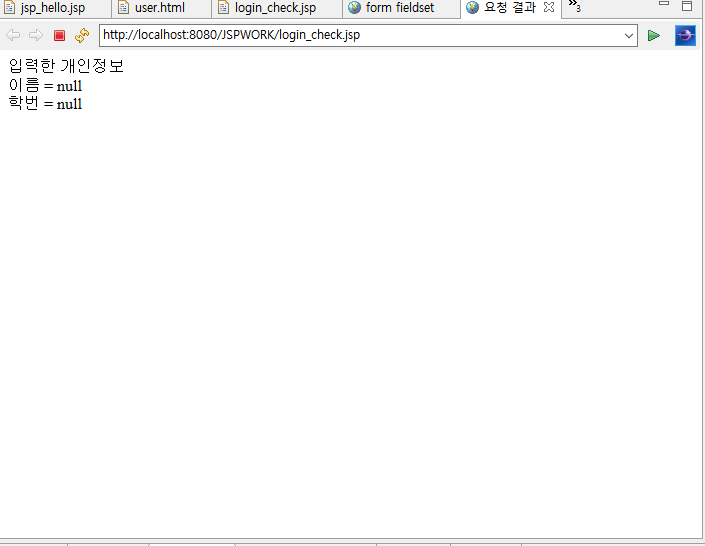 jsp_hello.jsp user.html login_check.jsp form fieldset 요청 결과 »3
http://localhost:8080/JSPWORK/login_check.jsp
입력한 개인정보
이름 = null
학번 = null